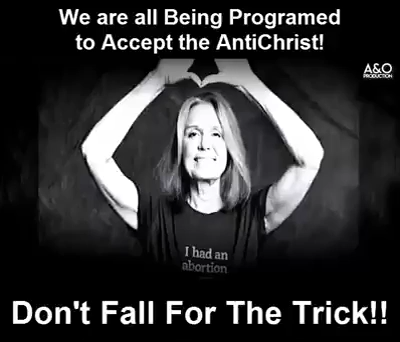 We are all Being Programed
to Accept the AntiChrist!
A&O
PRODUCTION
I had an
abortion
Don't Fall For The Trick!!